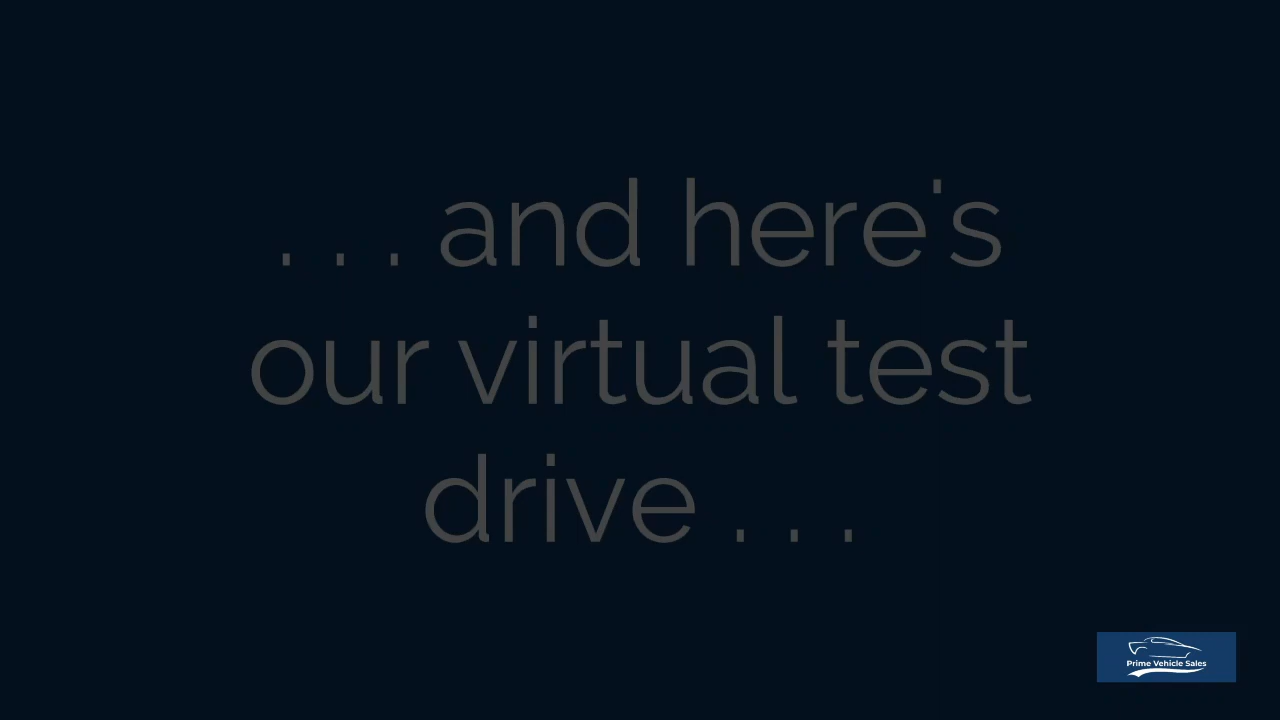 . . . and here's
our virtual test
drive . . .
Prime Vehicle Sales